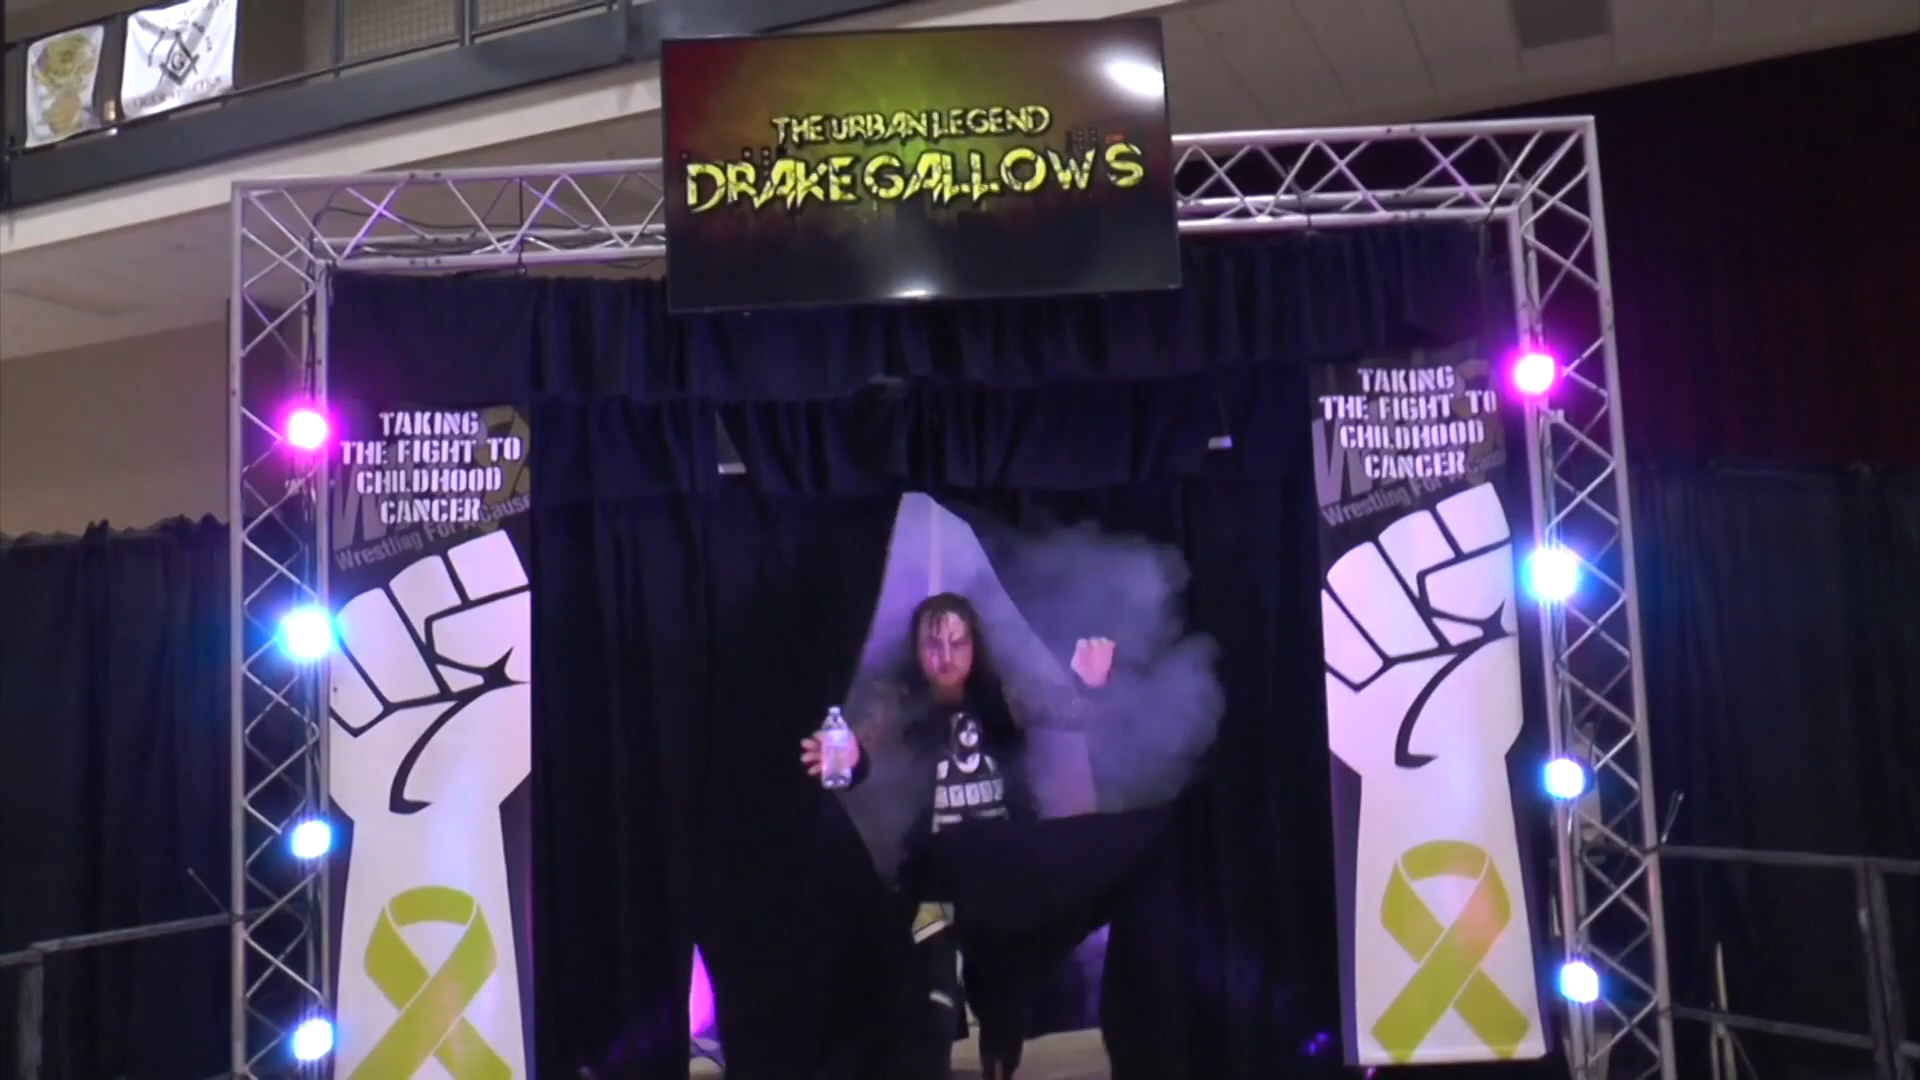 G
THE URBAN LEGEND
DRAKE GALLOWS
TAKING
THE FIGHT TO
CHILDHOOD
CANCER
Wrestling For A Cause
TAKING
THE FIGHT TO
CHILDHOOD
CANCER
Wrestling For